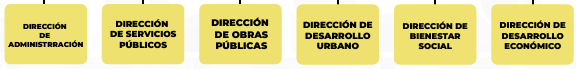 DIRECCIÓN
DE
ADMINISTRRACIÓN
DIRECCIÓN
DE SERVICIOS
PÚBLICOS
DIRECCIÓN
DE OBRAS
PÚBLICAS
DIRECCIÓN DE
DESARROLLO
URBANO
DIRECCIÓN DE
BIENESTAR
SOCIAL
DIRECCIÓN DE
DESARROLLO
ECONÓMICO